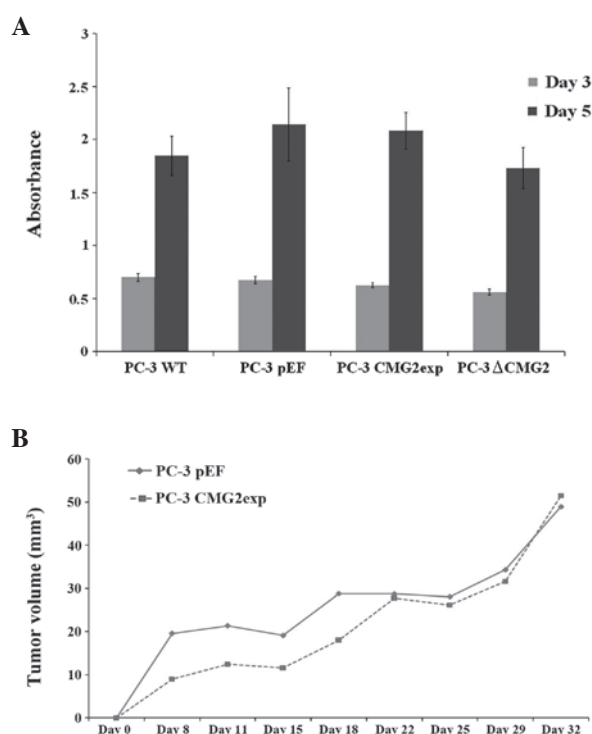 A
3
2.5
2
1.5
1
0.5
0
Absorbance
Day 3
Day 5
PC-3 WT PC-3 pEF PC-3 CMG2exp PC-3 ΔCMG2
B
60
50
40
30
20
10
0
Tumor volume (mm³)
PC-3 pEF
PC-3 CMG2exp
Day 0 Day 8 Day 11 Day 15 Day 18 Day 22 Day 25 Day 29 Day 32